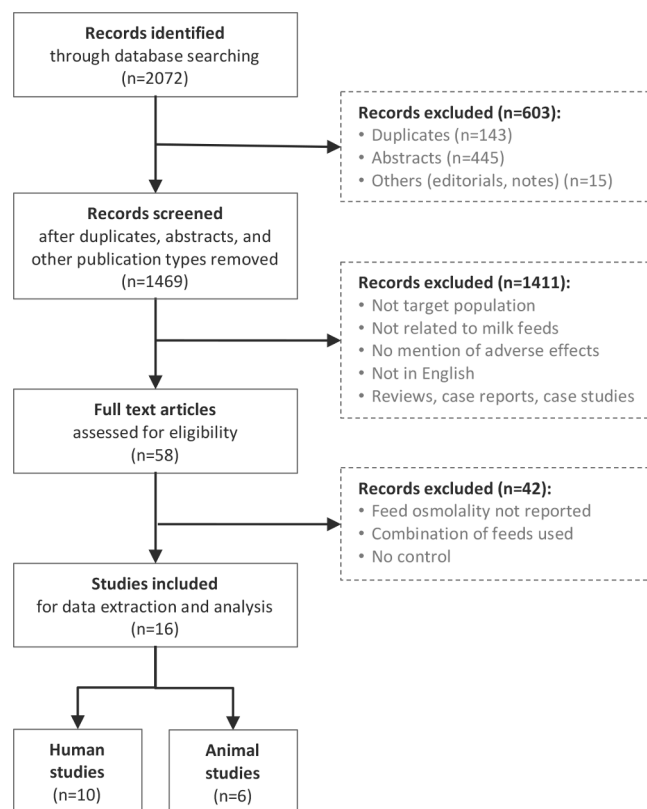 Records identified
through database searching
(n=2072)
Records excluded (n=603):
• Duplicates (n=143)
• Abstracts (n=445)
• Others (editorials, notes) (n=15)
Records screened
after duplicates, abstracts, and
other publication types removed
(n=1469)
Records excluded (n=1411):
• Not target population
• Not related to milk feeds
• No mention of adverse effects
• Not in English
• Reviews, case reports, case studies
Full text articles
assessed for eligibility
(n=58)
Records excluded (n=42):
• Feed osmolality not reported
• Combination of feeds used
• No control
Studies included
for data extraction and analysis
(n=16)
Human
studies
(n=10)
Animal
studies
(n=6)